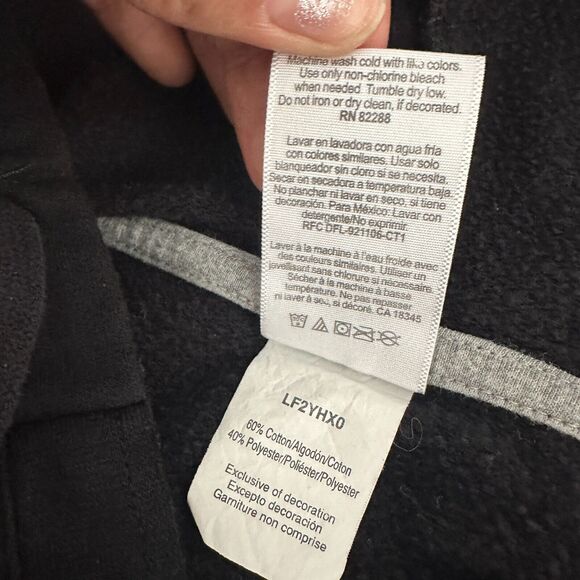 Machine wash cold with like colors.
Use only non-chlorine bleach
when needed. Tumble dry low.
Do not iron or dry clean, if decorated.
RN 82288
Lavar en lavadora con agua fría
con colores similares. Usar solo
blanqueador sin cloro si se necesita.
Secar en secadora a temperatura baja.
No planchar ni lavar en seco, si tiene
decoración. Para México: Lavar con
detergente/No exprimir
RFC DFL-921106-CT1
Laver à la machine à l'eau froide avec
des couleurs similaires. Utiliser un
javellisant sans chlorure si nécessaire.
Sécher à la machine à basse
température. Ne pas repasser
ni laver à sec, si décoré. CA 18345
LF2YHX0
60% Cotton/Algodón/Coton
40% Polyester/Poliéster/Polyester
Exclusive of decoration
Excepto decoración
Garniture non comprise